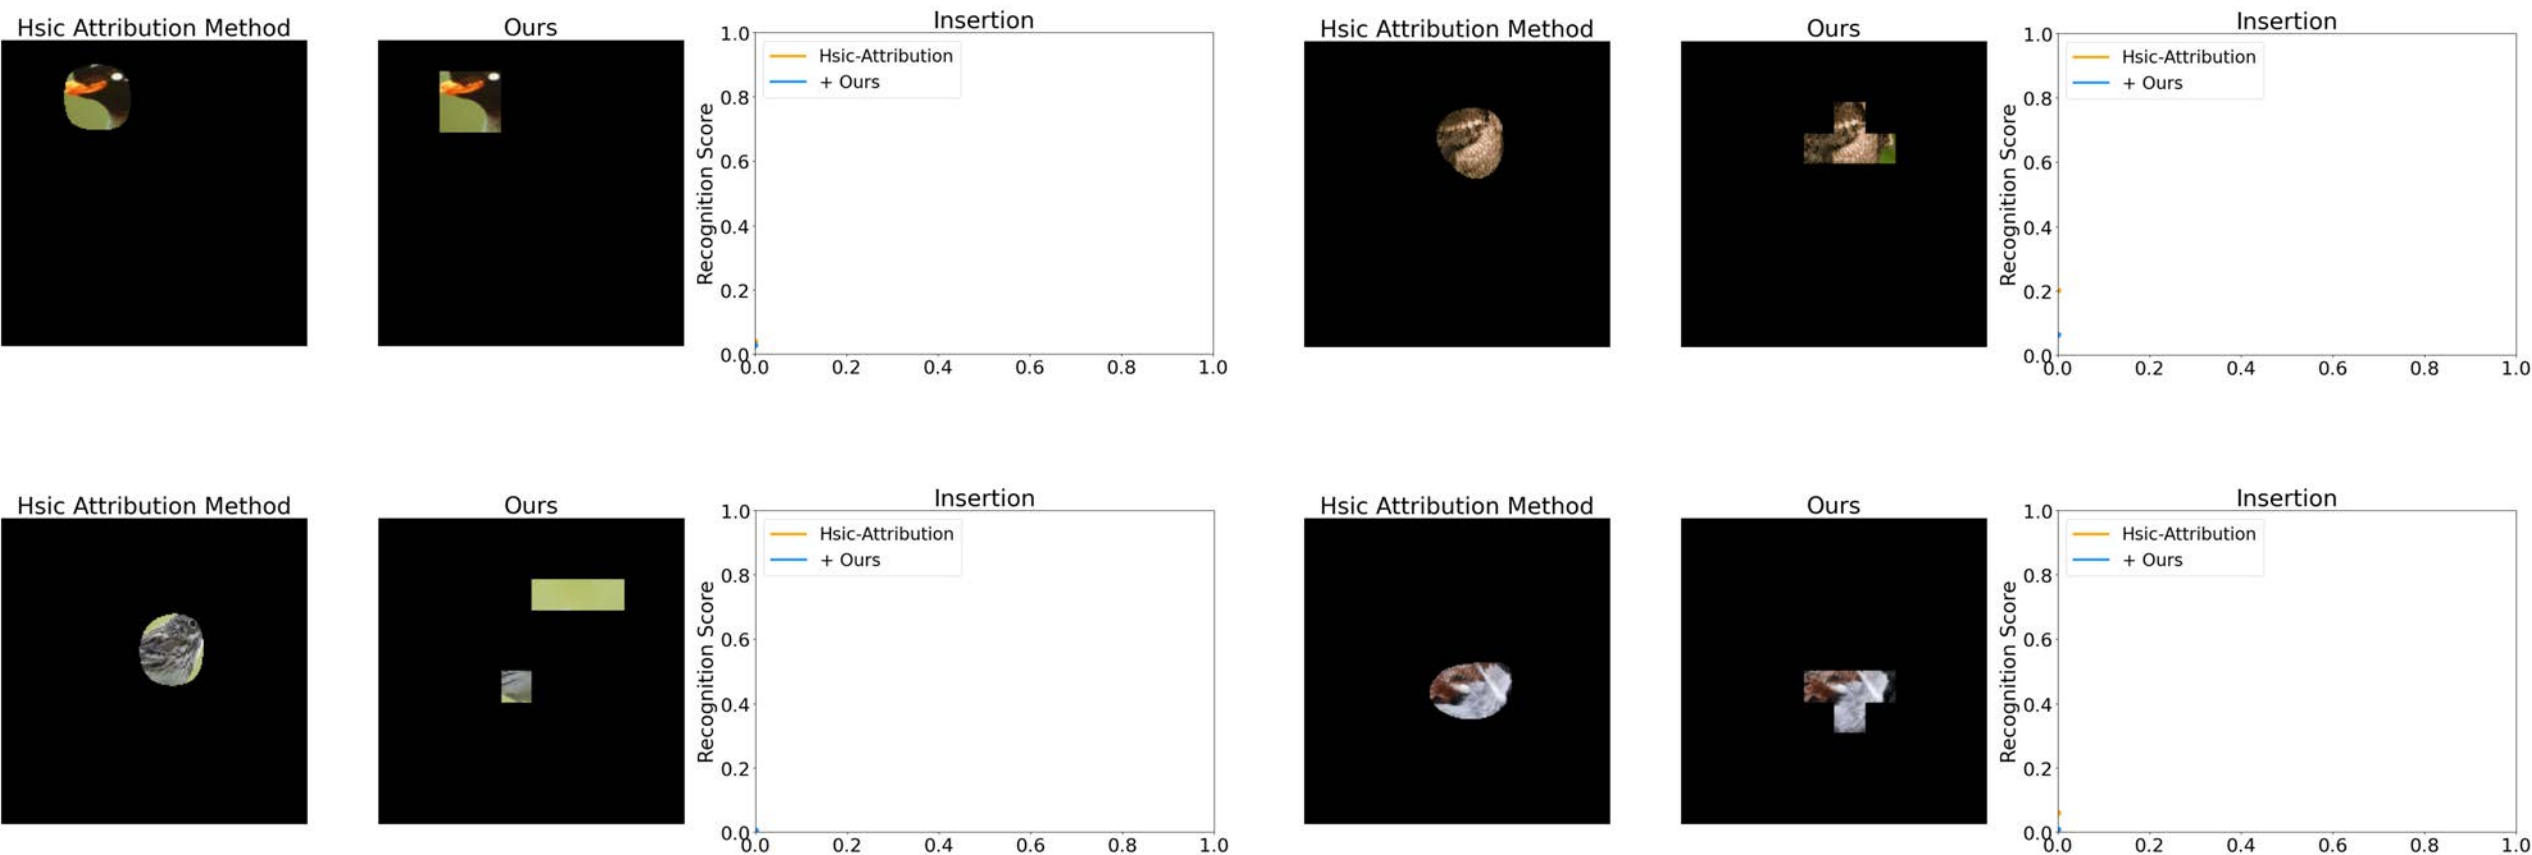 Hsic Attribution Method
Ours
Insertion
Hsic-Attribution
+ Ours
Recognition Score
1.0
0.8
0.6
0.4
0.2
0.0
0.0 0.2 0.4 0.6 0.8 1.0
Hsic Attribution Method
Ours
Insertion
Hsic-Attribution
+ Ours
Recognition Score
1.0
0.8
0.6
0.4
0.2
0.0
0.0 0.2 0.4 0.6 0.8 1.0
Hsic Attribution Method
Ours
Insertion
Hsic-Attribution
+ Ours
Recognition Score
1.0
0.8
0.6
0.4
0.2
0.0
0.0 0.2 0.4 0.6 0.8 1.0
Hsic Attribution Method
Ours
Insertion
Hsic-Attribution
+ Ours
Recognition Score
1.0
0.8
0.6
0.4
0.2
0.0
0.0 0.2 0.4 0.6 0.8 1.0